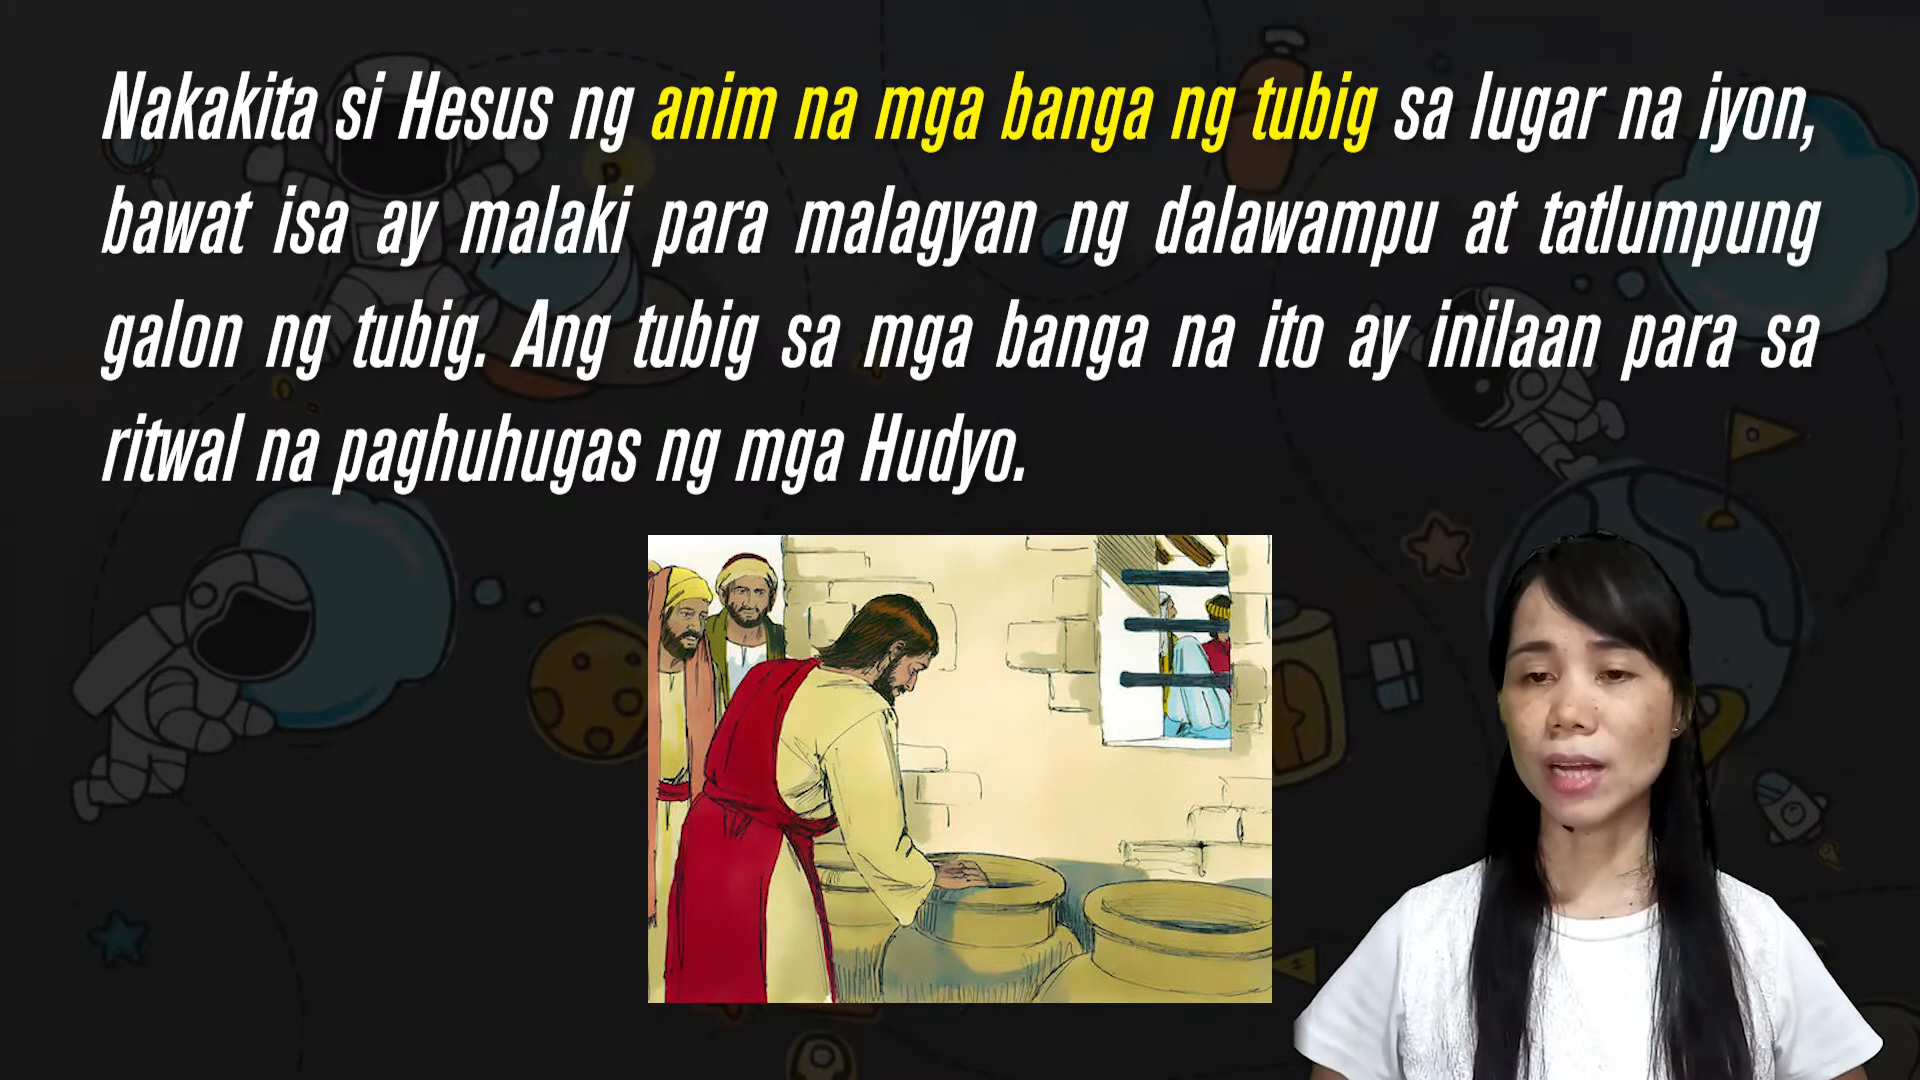 Nakakita si Hesus ng anim na mga banga ng tubig sa lugar na iyon,
bawat isa ay malaki para malagyan ng dalawampu at tatlumpung
galon ng tubig. Ang tubig sa mga banga na ito ay inilaan para sa
ritwal na paghuhugas ng mga Hudyo.